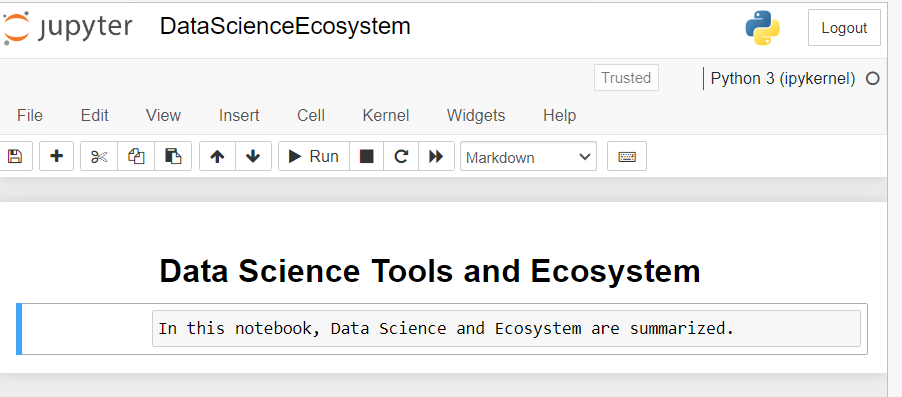 jupyter DataScienceEcosystem Logout
Trusted Python 3 (ipykernel)
File Edit View Insert Cell Kernel Widgets Help
Run Markdown
Data Science Tools and Ecosystem
In this notebook, Data Science and Ecosystem are summarized.